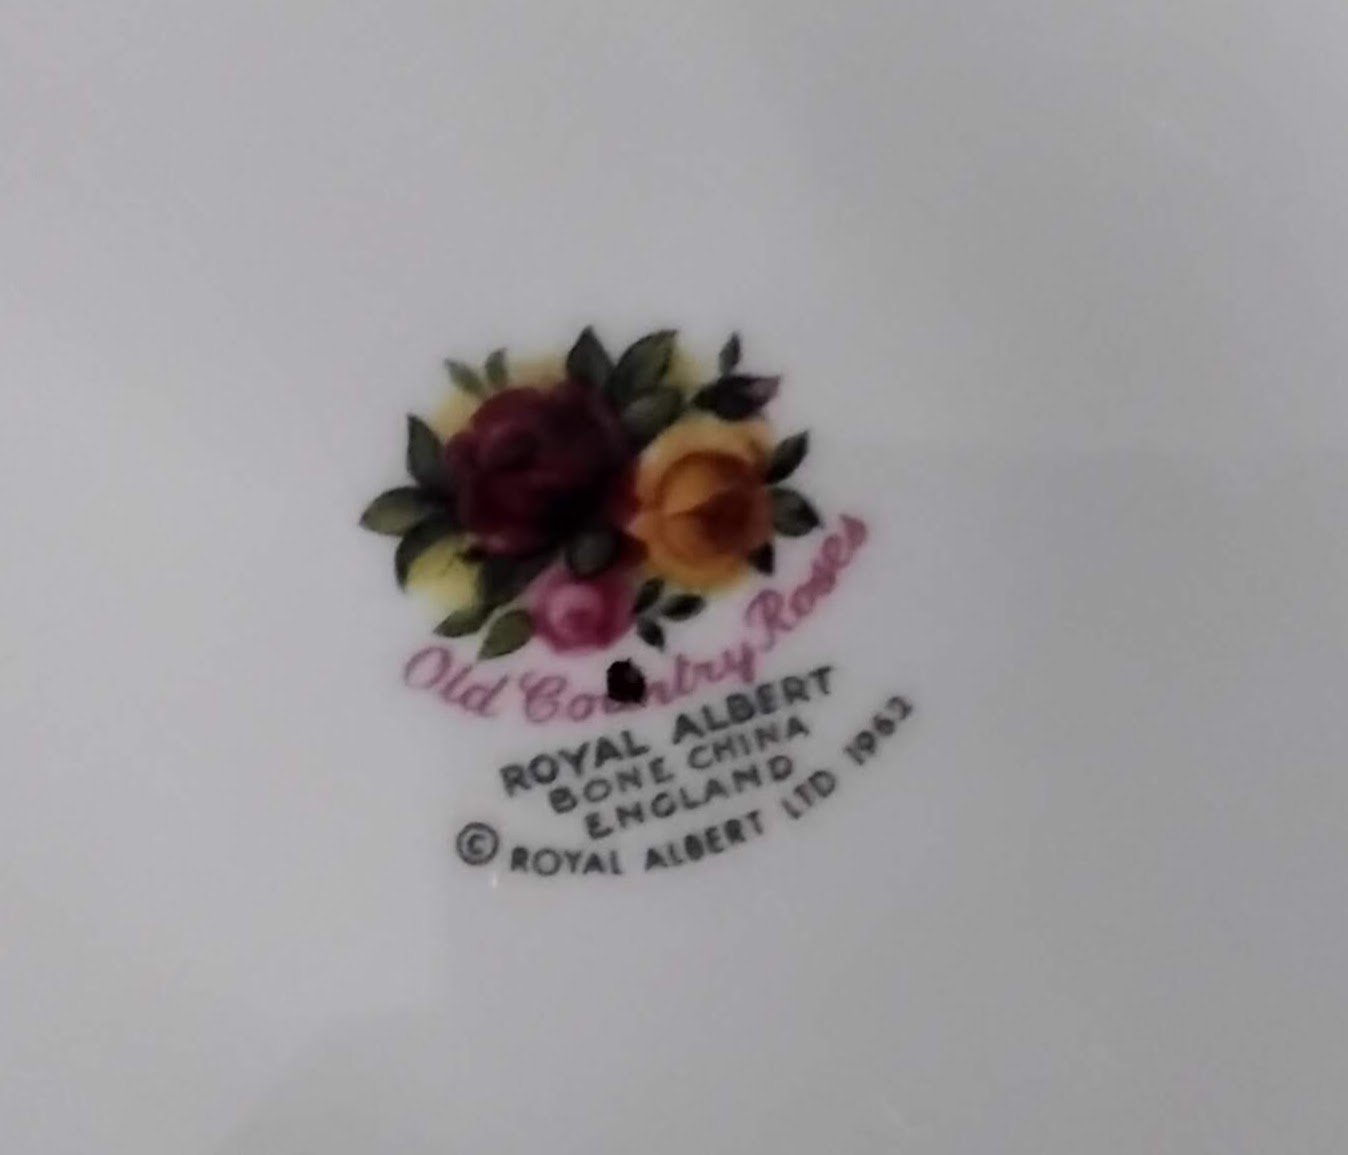 Old Country Roses
ROYAL ALBERT
BONE CHINA
ENGLAND
© ROYAL ALBERT LTD 1962